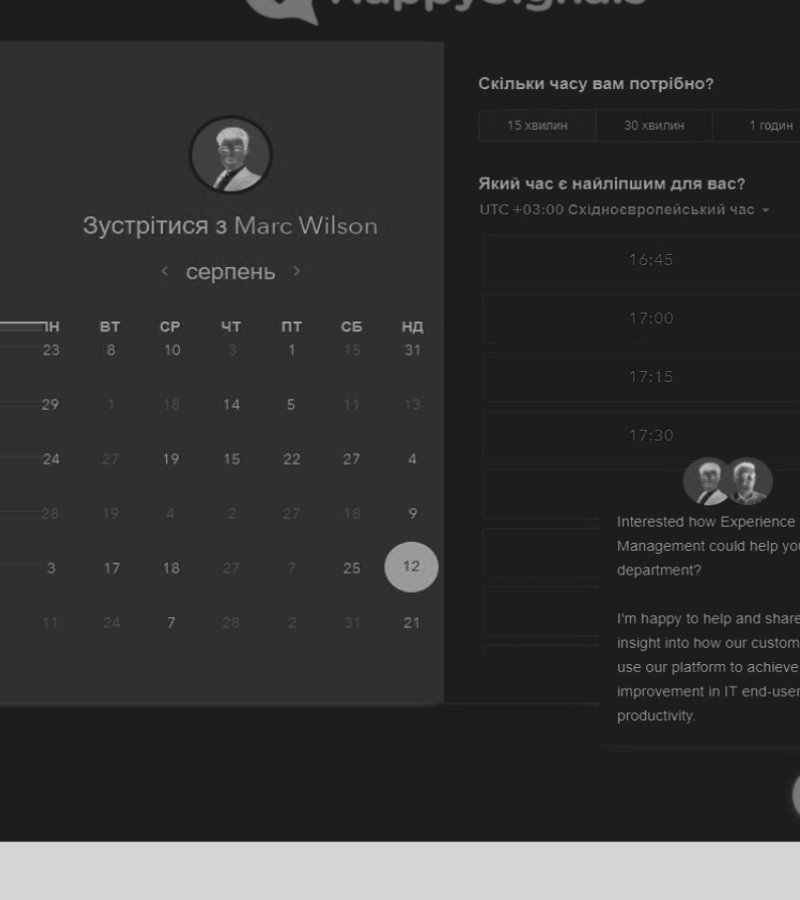 HappySignals
Зустрітися з Marc Wilson
серпень
ПН ВТ СР ЧТ ПТ СБ НД
23 8 10 3 1 15 31
29 1 18 14 5 11 13
24 27 19 15 22 27 4
28 19 4 2 27 18 9
3 17 18 27 7 25 12
11 24 7 28 2 31 21
Скільки часу вам потрібно?
15 хвилин 30 хвилин 1 годин
Який час є найліпшим для вас?
UTC +03:00 Східноєвропейський час
16:45
17:00
17:15
17:30
Interested how Experience
Management could help you
department?
I'm happy to help and share
insight into how our custom
use our platform to achieve
improvement in IT end-user
productivity.